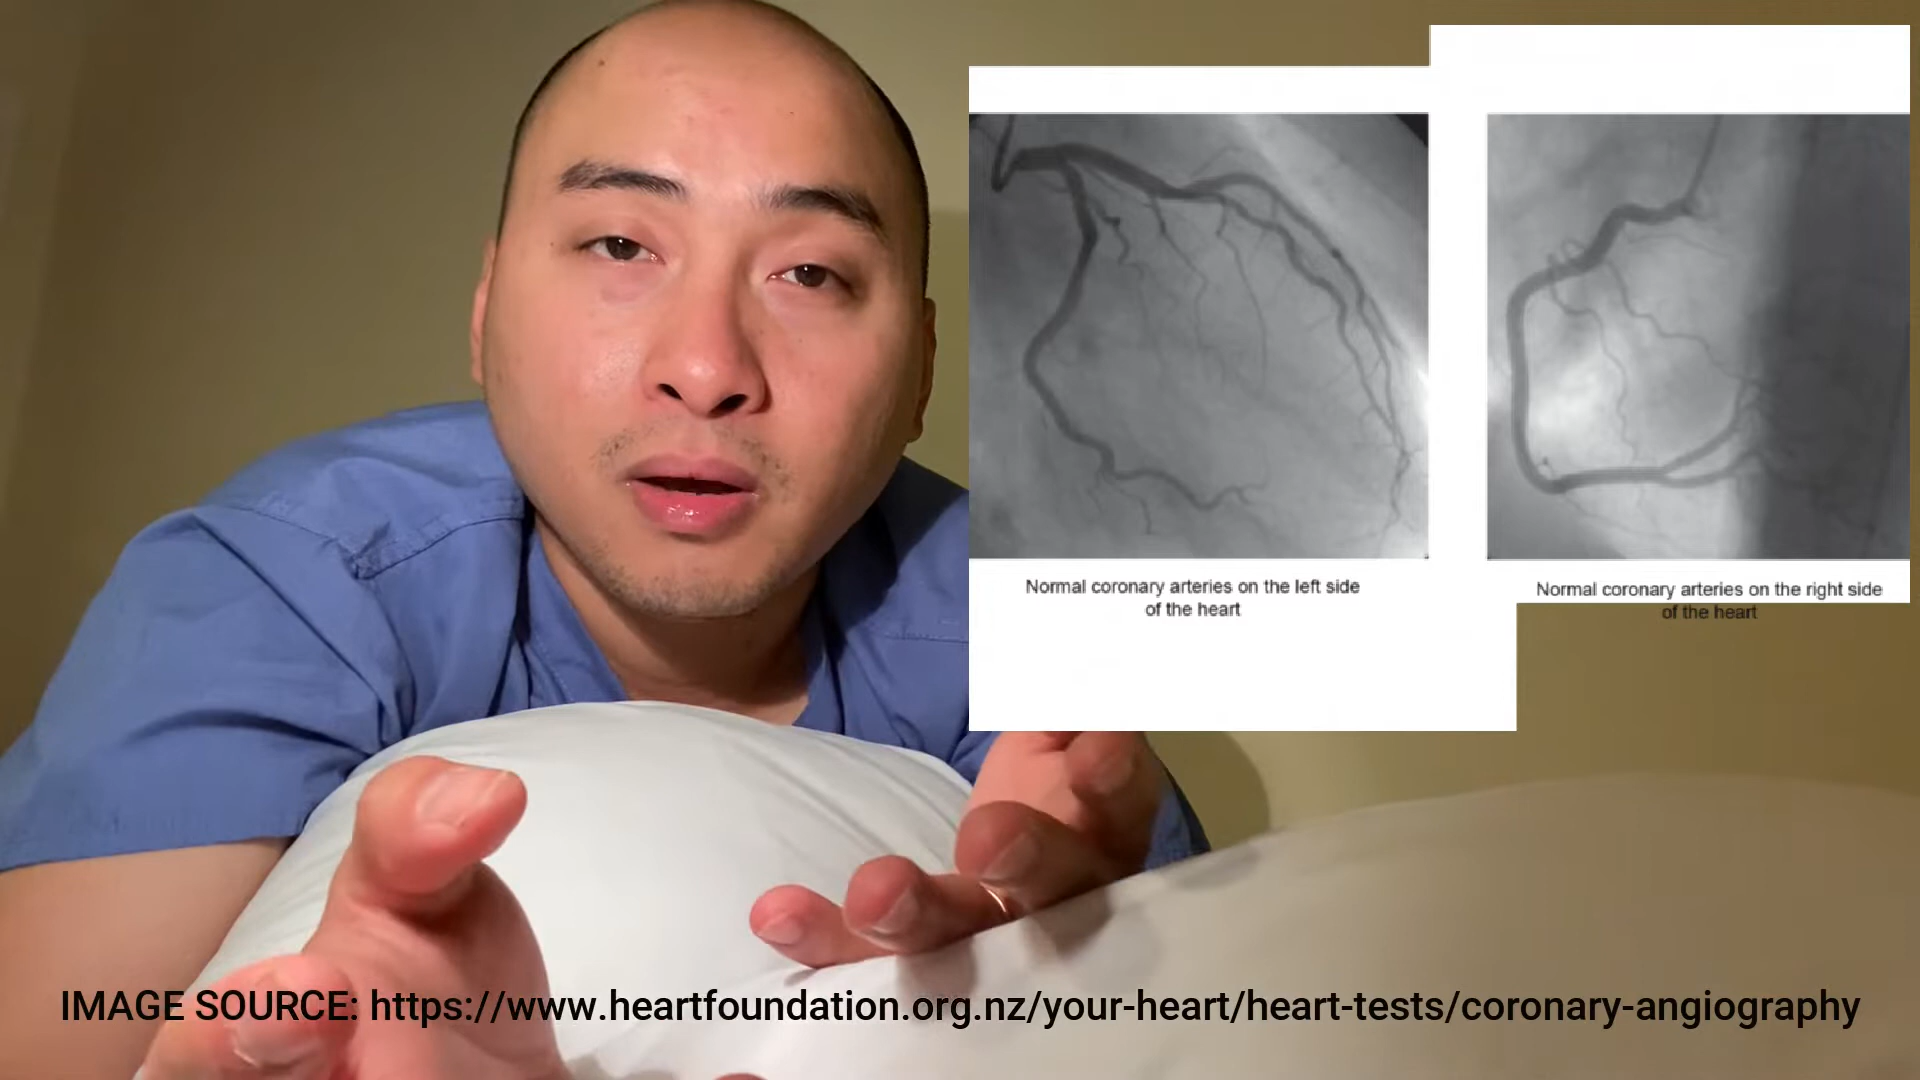 Normal coronary arteries on the left side
of the heart
Normal coronary arteries on the right side
of the heart
IMAGE SOURCE: https://www.heartfoundation.org.nz/your-heart/heart-tests/coronary-angiography